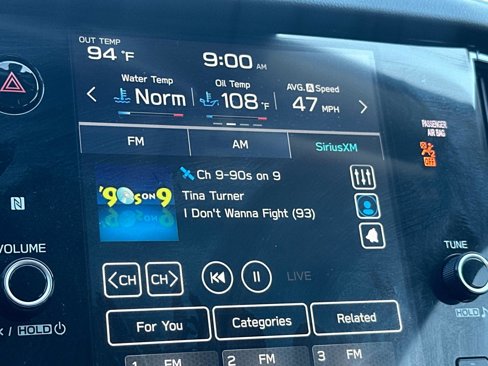 OUT TEMP
94 °F
9:00 AM
Water Temp
Norm
Oil Temp
108 °F
AVG. A Speed
47 MPH
PASSENGER
AIR BAG
OFF
FM
AM
SiriusXM
Ch 9-90s on 9
'90s ON 9
Tina Turner
I Don't Wanna Fight (93)
VOLUME
TUNE
< CH
CH >
LIVE
HOLD
For You
Categories
Related
/ HOLD
1 FM
2 FM
3 FM